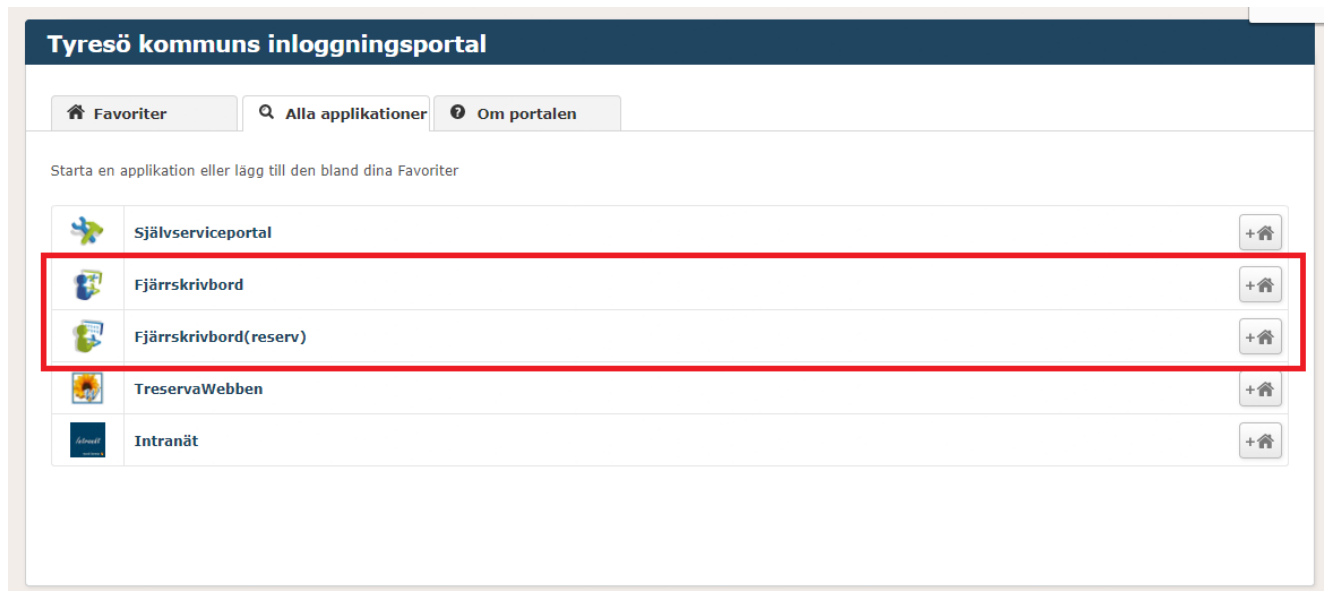 Tyresö kommuns inloggningsportal
Favoriter
Alla applikationer
Om portalen
Starta en applikation eller lägg till den bland dina Favoriter
Självserviceportal
Fjärrskrivbord
Fjärrskrivbord(reserv)
TreservaWebben
Intranät
Intranät